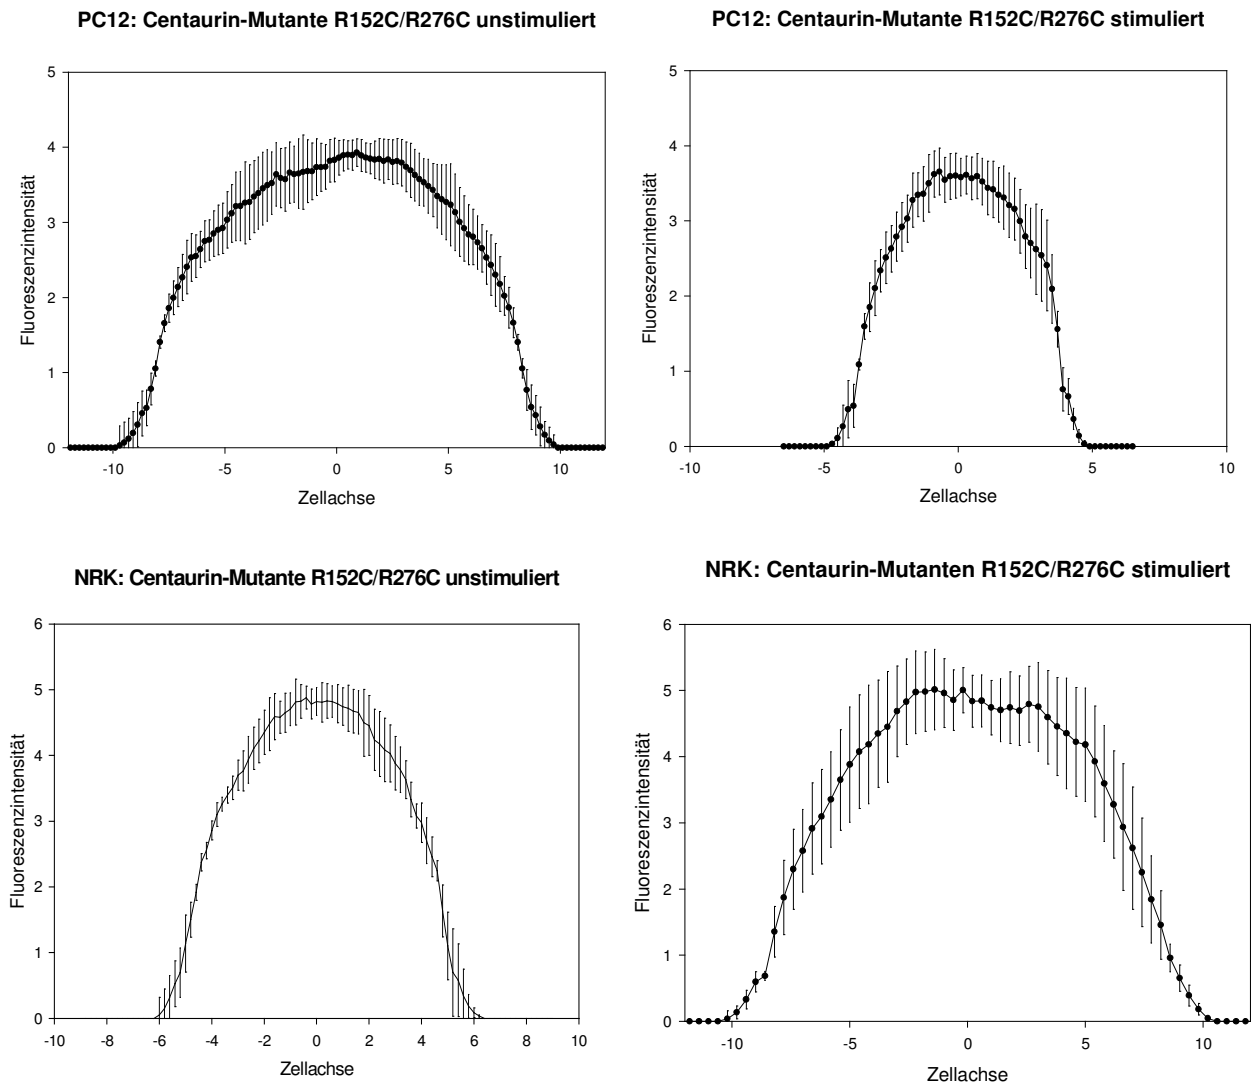 PC12: Centaurin-Mutante R152C/R276C unstimuliert
5
4
3
2
1
0
Fluoreszenzintensität
-10 -5 0 5 10
Zellachse
PC12: Centaurin-Mutante R152C/R276C stimuliert
5
4
3
2
1
0
Fluoreszenzintensität
-10 -5 0 5 10
Zellachse
NRK: Centaurin-Mutante R152C/R276C unstimuliert
6
5
4
3
2
1
0
Fluoreszenzintensität
-10 -8 -6 -4 -2 0 2 4 6 8 10
Zellachse
NRK: Centaurin-Mutanten R152C/R276C stimuliert
6
5
4
3
2
1
0
Fluoreszenzintensität
-10 -5 0 5 10
Zellachse